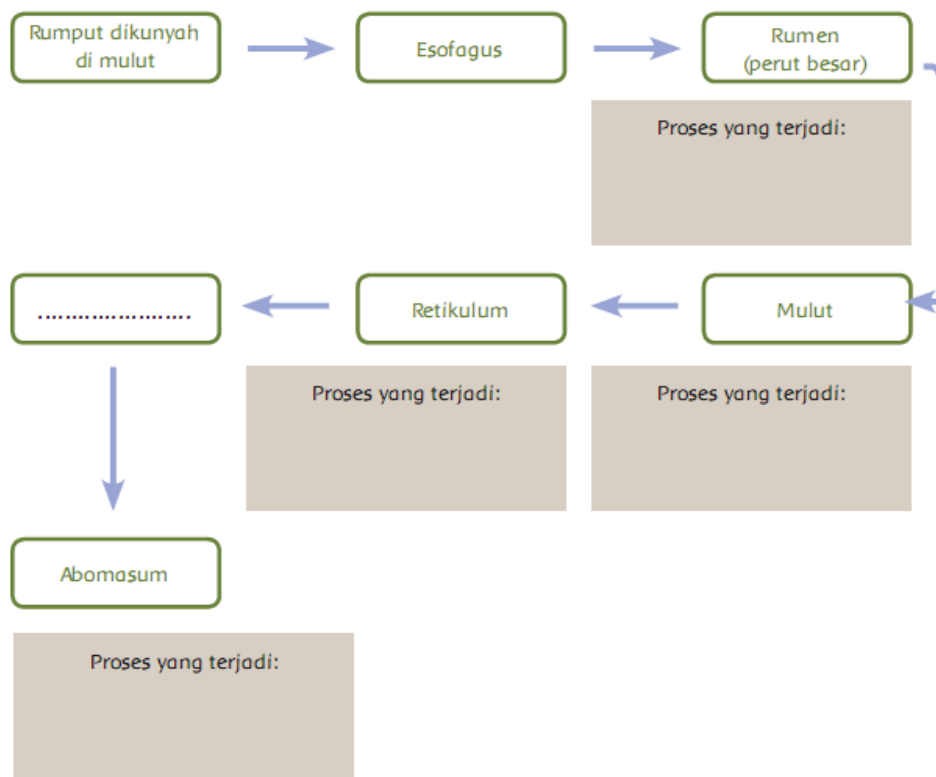 Rumput dikunyah
di mulut
Esofagus
Rumen
(perut besar)
Proses yang terjadi:
.....................
Retikulum
Mulut
Proses yang terjadi:
Proses yang terjadi:
Abomasum
Proses yang terjadi: